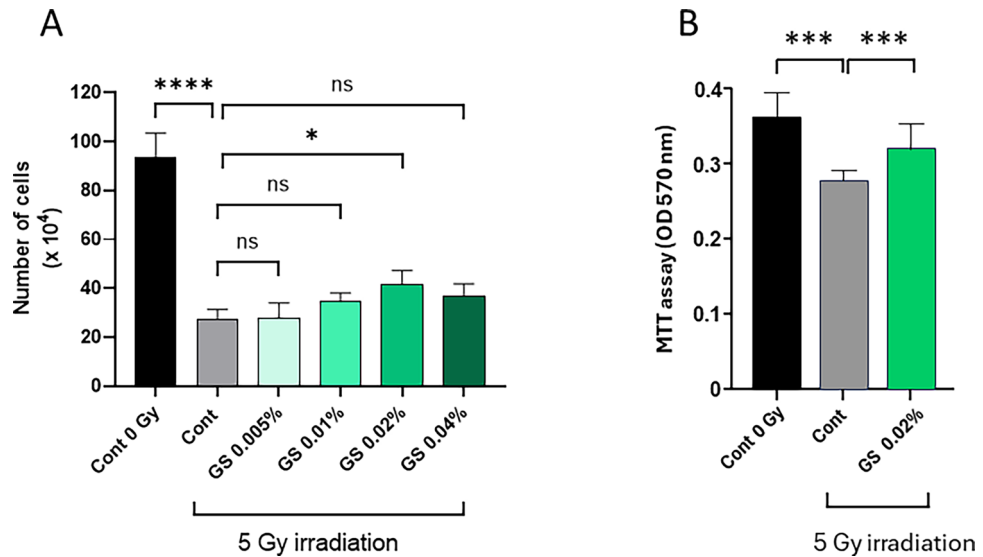 A
Number of cells
(x 10⁴)
120
100
80
60
40
20
0
****
ns
*
ns
ns
Cont 0 Gy
Cont
GS 0.005%
GS 0.01%
GS 0.02%
GS 0.04%
5 Gy irradiation
B
MTT assay (OD 570 nm)
*** ***
0.4
0.3
0.2
0.1
0
Cont 0 Gy
Cont
GS 0.02%
5 Gy irradiation